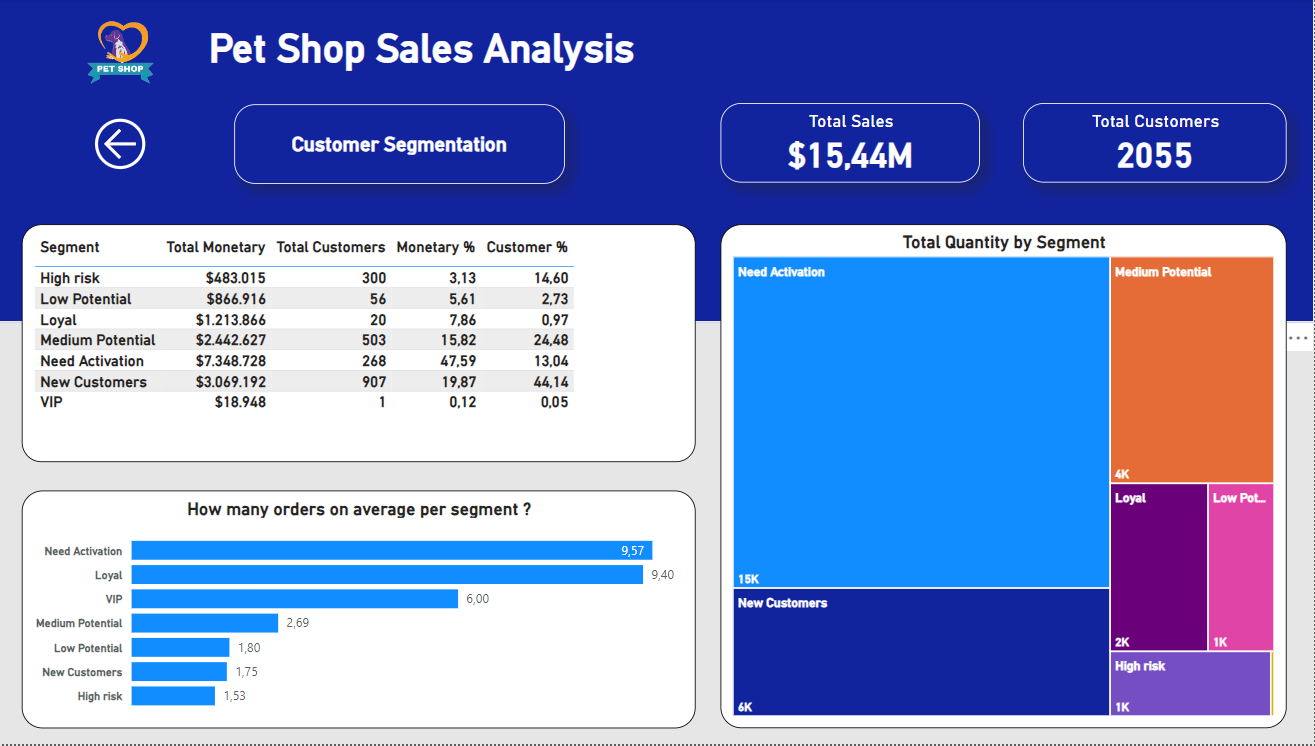 PET SHOP
Pet Shop Sales Analysis
Customer Segmentation
Total Sales
$15,44M
Total Customers
2055
Segment Total Monetary Total Customers Monetary % Customer %
High risk $483.015 300 3,13 14,60
Low Potential $866.916 56 5,61 2,73
Loyal $1.213.866 20 7,86 0,97
Medium Potential $2.442.627 503 15,82 24,48
Need Activation $7.348.728 268 47,59 13,04
New Customers $3.069.192 907 19,87 44,14
VIP $18.948 1 0,12 0,05
How many orders on average per segment ?
Need Activation 9,57
Loyal 9,40
VIP 6,00
Medium Potential 2,69
Low Potential 1,80
New Customers 1,75
High risk 1,53
Total Quantity by Segment
Need Activation
15K
New Customers
6K
Medium Potential
4K
Loyal
2K
Low Pot...
1K
High risk
1K